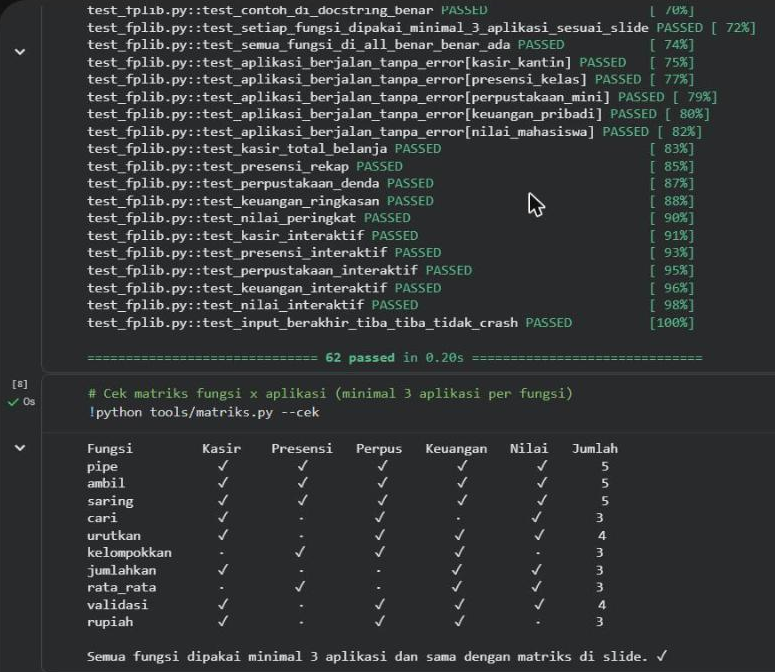 test_fplib.py::test_contoh_di_docstring_benar PASSED [ 70%]
test_fplib.py::test_setiap_fungsi_dipakai_minimal_3_aplikasi_sesuai_slide PASSED [ 72%]
test_fplib.py::test_semua_fungsi_di_all_benar_benar_ada PASSED [ 74%]
test_fplib.py::test_aplikasi_berjalan_tanpa_error[kasir_kantin] PASSED [ 75%]
test_fplib.py::test_aplikasi_berjalan_tanpa_error[presensi_kelas] PASSED [ 77%]
test_fplib.py::test_aplikasi_berjalan_tanpa_error[perpustakaan_mini] PASSED [ 79%]
test_fplib.py::test_aplikasi_berjalan_tanpa_error[keuangan_pribadi] PASSED [ 80%]
test_fplib.py::test_aplikasi_berjalan_tanpa_error[nilai_mahasiswa] PASSED [ 82%]
test_fplib.py::test_kasir_total_belanja PASSED [ 83%]
test_fplib.py::test_presensi_rekap PASSED [ 85%]
test_fplib.py::test_perpustakaan_denda PASSED [ 87%]
test_fplib.py::test_keuangan_ringkasan PASSED [ 88%]
test_fplib.py::test_nilai_peringkat PASSED [ 90%]
test_fplib.py::test_kasir_interaktif PASSED [ 91%]
test_fplib.py::test_presensi_interaktif PASSED [ 93%]
test_fplib.py::test_perpustakaan_interaktif PASSED [ 95%]
test_fplib.py::test_keuangan_interaktif PASSED [ 96%]
test_fplib.py::test_nilai_interaktif PASSED [ 98%]
test_fplib.py::test_input_berakhir_tiba_tiba_tidak_crash PASSED [100%]
============================== 62 passed in 0.20s ==============================
[8]
✓ 0s
# Cek matriks fungsi x aplikasi (minimal 3 aplikasi per fungsi)
!python tools/matriks.py --cek
Fungsi Kasir Presensi Perpus Keuangan Nilai Jumlah
pipe ✓ ✓ ✓ ✓ ✓ 5
ambil ✓ ✓ ✓ ✓ ✓ 5
saring ✓ ✓ ✓ ✓ ✓ 5
cari ✓ · ✓ · ✓ 3
urutkan ✓ · ✓ ✓ ✓ 4
kelompokkan · ✓ ✓ ✓ · 3
jumlahkan ✓ · · ✓ ✓ 3
rata_rata · ✓ · ✓ ✓ 3
validasi ✓ · ✓ ✓ ✓ 4
rupiah ✓ · ✓ ✓ · 3
Semua fungsi dipakai minimal 3 aplikasi dan sama dengan matriks di slide. ✓